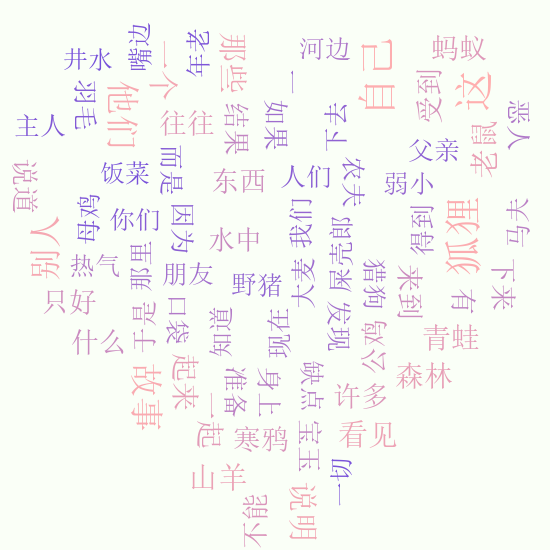 嘴边
年老
那些
河边
自己
蚂蚁
井水
一个
一
受到
这
恶人
羽毛
他们
往往
结果
如果
下去
老鼠
主人
父亲
说道
饭菜
而是
东西
人们
农夫
弱小
母鸡
你们
因为
我们
得到
狐狸
马夫
别人
水中
屎壳郎
热气
那里
朋友
野猪
大麦
猎狗
来到
有
下来
只好
口袋
发现
什么
于是
知道
现在
公鸡
青蛙
故事
起来
准备
身上
缺点
许多
森林
一起
寒鸦
宝玉
看见
山羊
一切
不能
说明